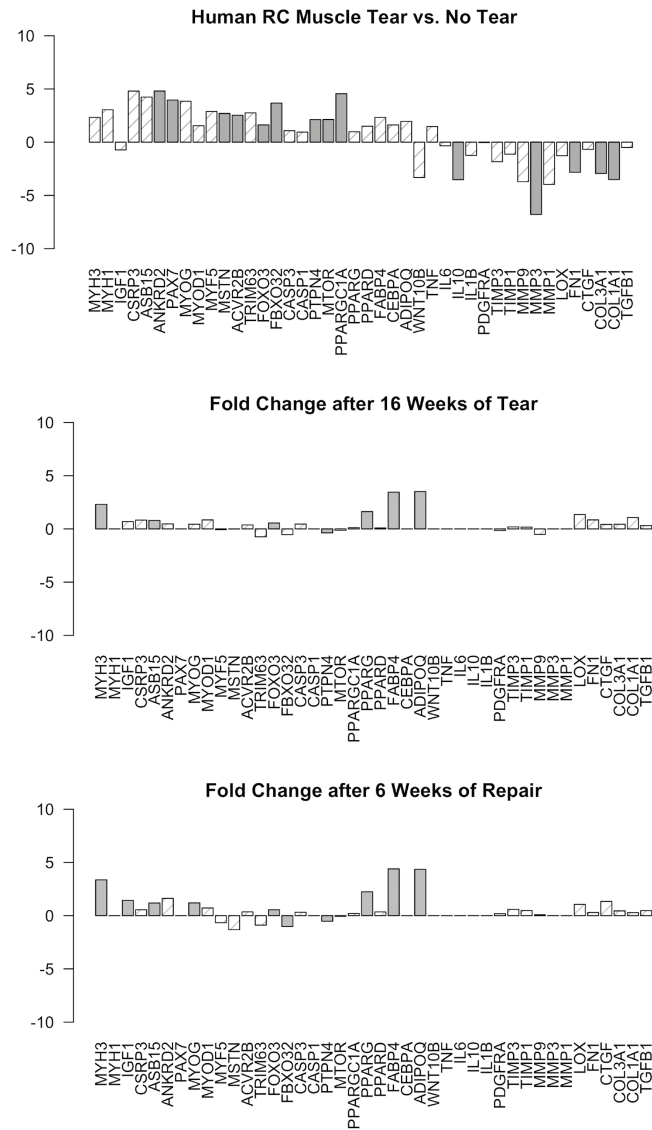 Human RC Muscle Tear vs. No Tear
10
5
0
-5
-10
MYH3 MYH1 IGF1 CSRP3 ASB15 ANKRD2 PAX7 MYOG MYOD1 MYF5 MSTN ACVR2B TRIM63 FOXO3 FBXO32 CASP3 CASP1 PTPN4 MTOR PPARGC1A PPARG PPARD FABP4 CEBPA ADIPOQ WNT10B TNF IL6 IL10 IL1B PDGFRA TIMP3 TIMP1 MMP9 MMP3 MMP1 LOX FN1 CTGF COL3A1 COL1A1 TGFB1
Fold Change after 16 Weeks of Tear
10
5
0
-5
-10
MYH3 MYH1 IGF1 CSRP3 ASB15 ANKRD2 PAX7 MYOG MYOD1 MYF5 MSTN ACVR2B TRIM63 FOXO3 FBXO32 CASP3 CASP1 PTPN4 MTOR PPARGC1A PPARG PPARD FABP4 CEBPA ADIPOQ WNT10B TNF IL6 IL10 IL1B PDGFRA TIMP3 TIMP1 MMP9 MMP3 MMP1 LOX FN1 CTGF COL3A1 COL1A1 TGFB1
Fold Change after 6 Weeks of Repair
10
5
0
-5
-10
MYH3 MYH1 IGF1 CSRP3 ASB15 ANKRD2 PAX7 MYOG MYOD1 MYF5 MSTN ACVR2B TRIM63 FOXO3 FBXO32 CASP3 CASP1 PTPN4 MTOR PPARGC1A PPARG PPARD FABP4 CEBPA ADIPOQ WNT10B TNF IL6 IL10 IL1B PDGFRA TIMP3 TIMP1 MMP9 MMP3 MMP1 LOX FN1 CTGF COL3A1 COL1A1 TGFB1